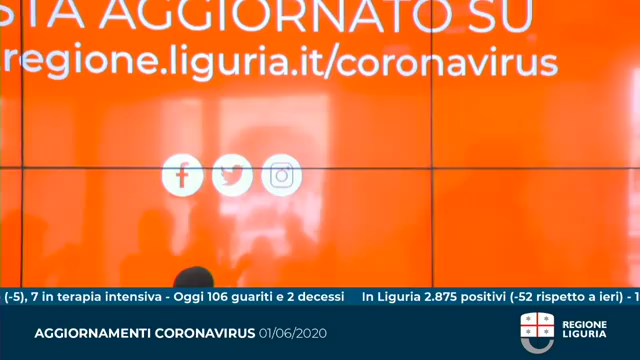 STA AGGIORNATO SU
.regione.liguria.it/coronavirus
(-5), 7 in terapia intensiva - Oggi 106 guariti e 2 decessi In Liguria 2.875 positivi (-52 rispetto a ieri) - 1
AGGIORNAMENTI CORONAVIRUS 01/06/2020
REGIONE
LIGURIA